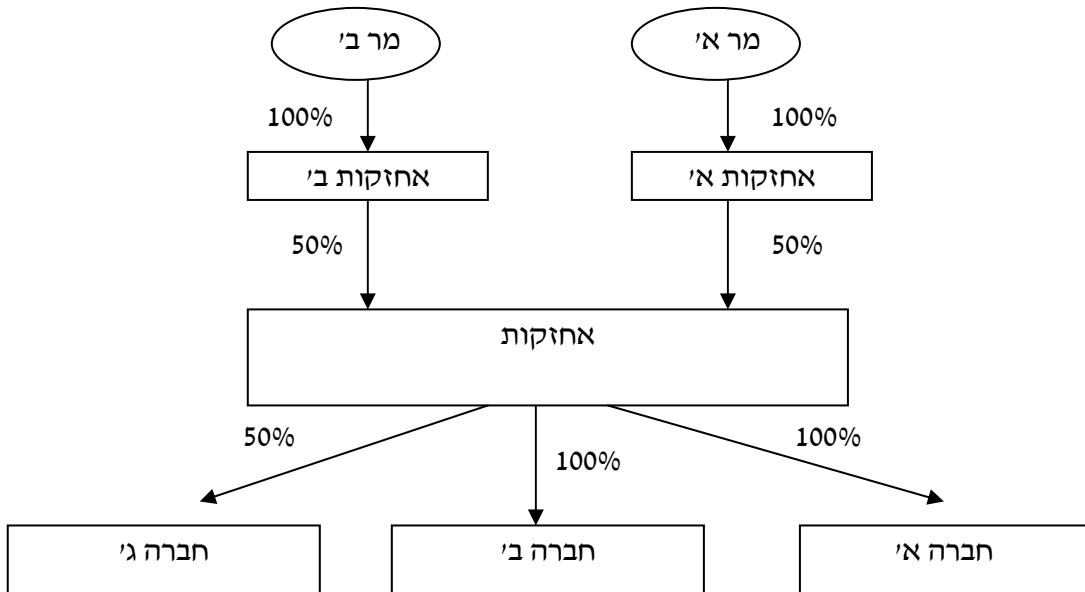 מר א׳
מר ב׳
100%
100%
אחזקות א׳
אחזקות ב׳
50%
50%
אחזקות
100%
100%
50%
חברה א׳
חברה ב׳
חברה ג׳